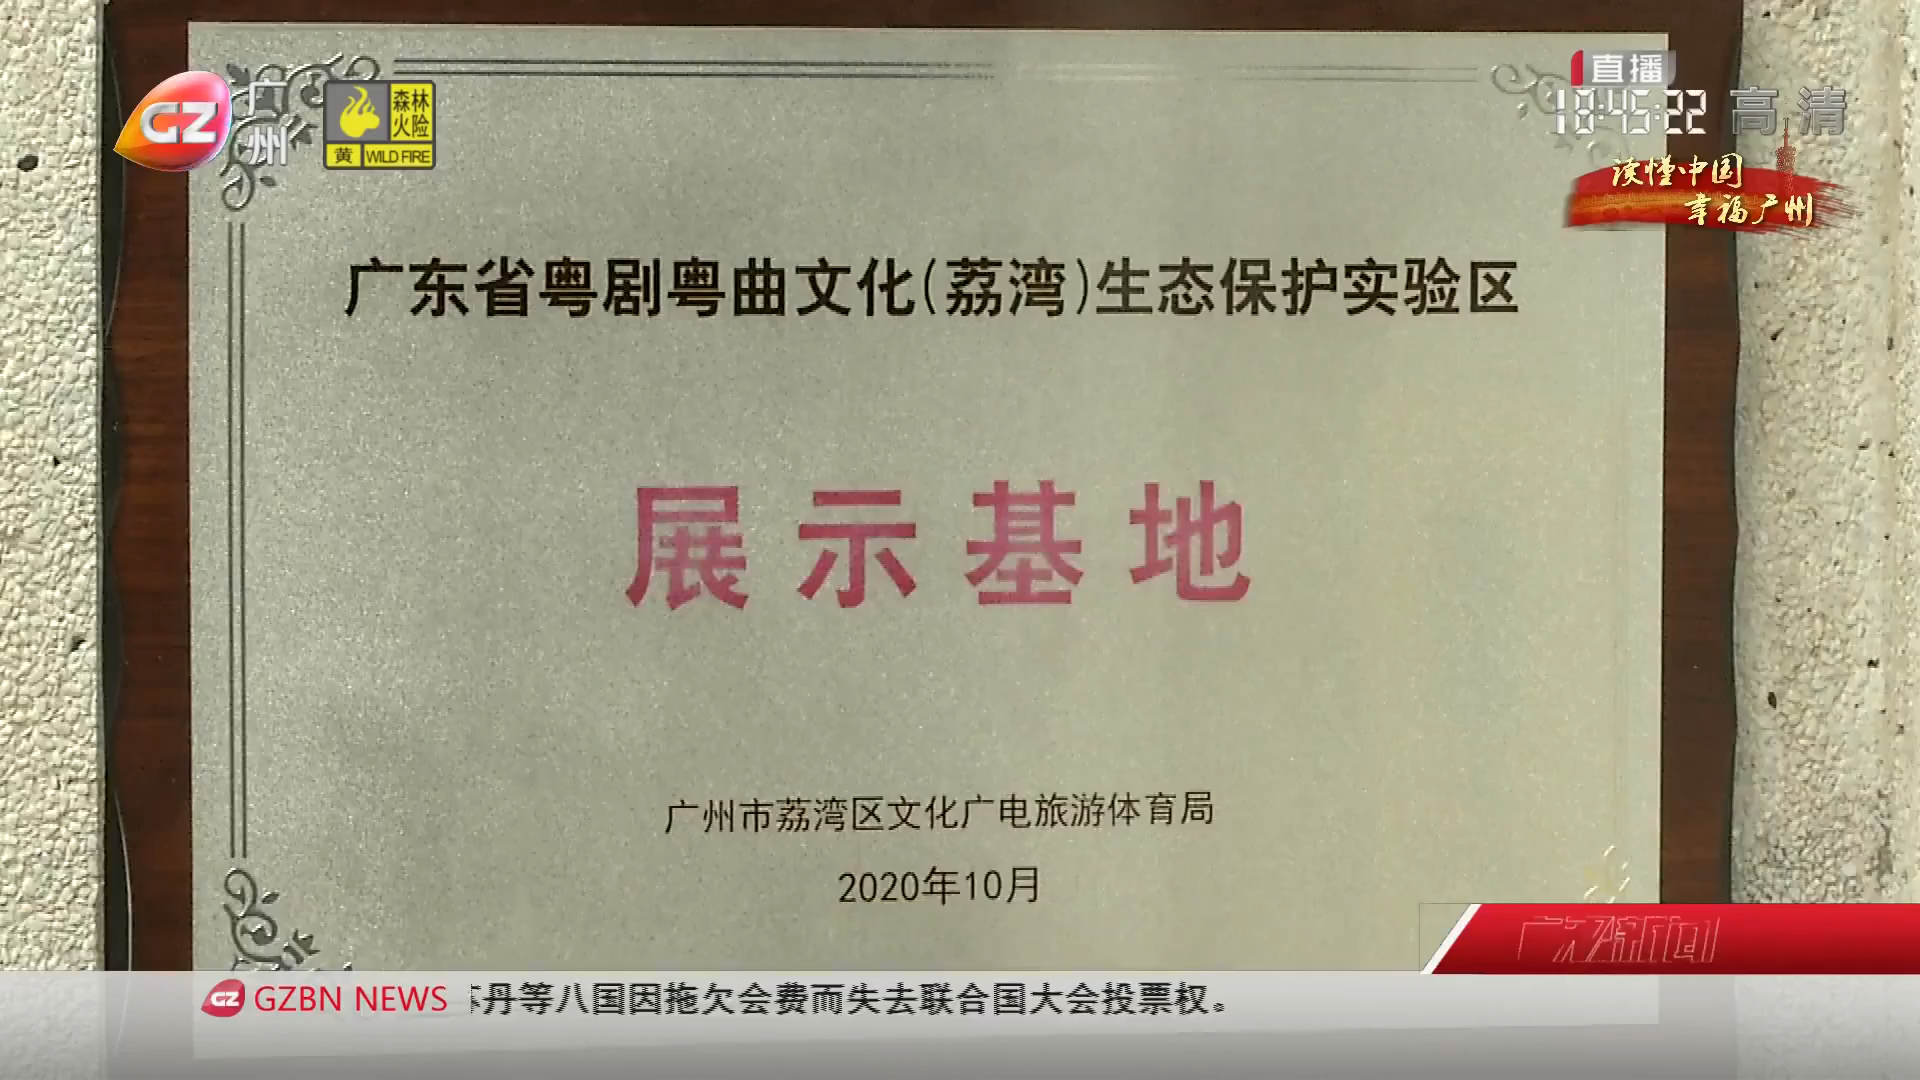 GZ 广州
森林火险
黄 WILD FIRE
直播
18:45:22 高清
读懂中国
幸福广州
广东省粤剧粤曲文化(荔湾)生态保护实验区
展示基地
广州市荔湾区文化广电旅游体育局
2020年10月
GZ GZBN NEWS 丹等八国因拖欠会费而失去联合国大会投票权。